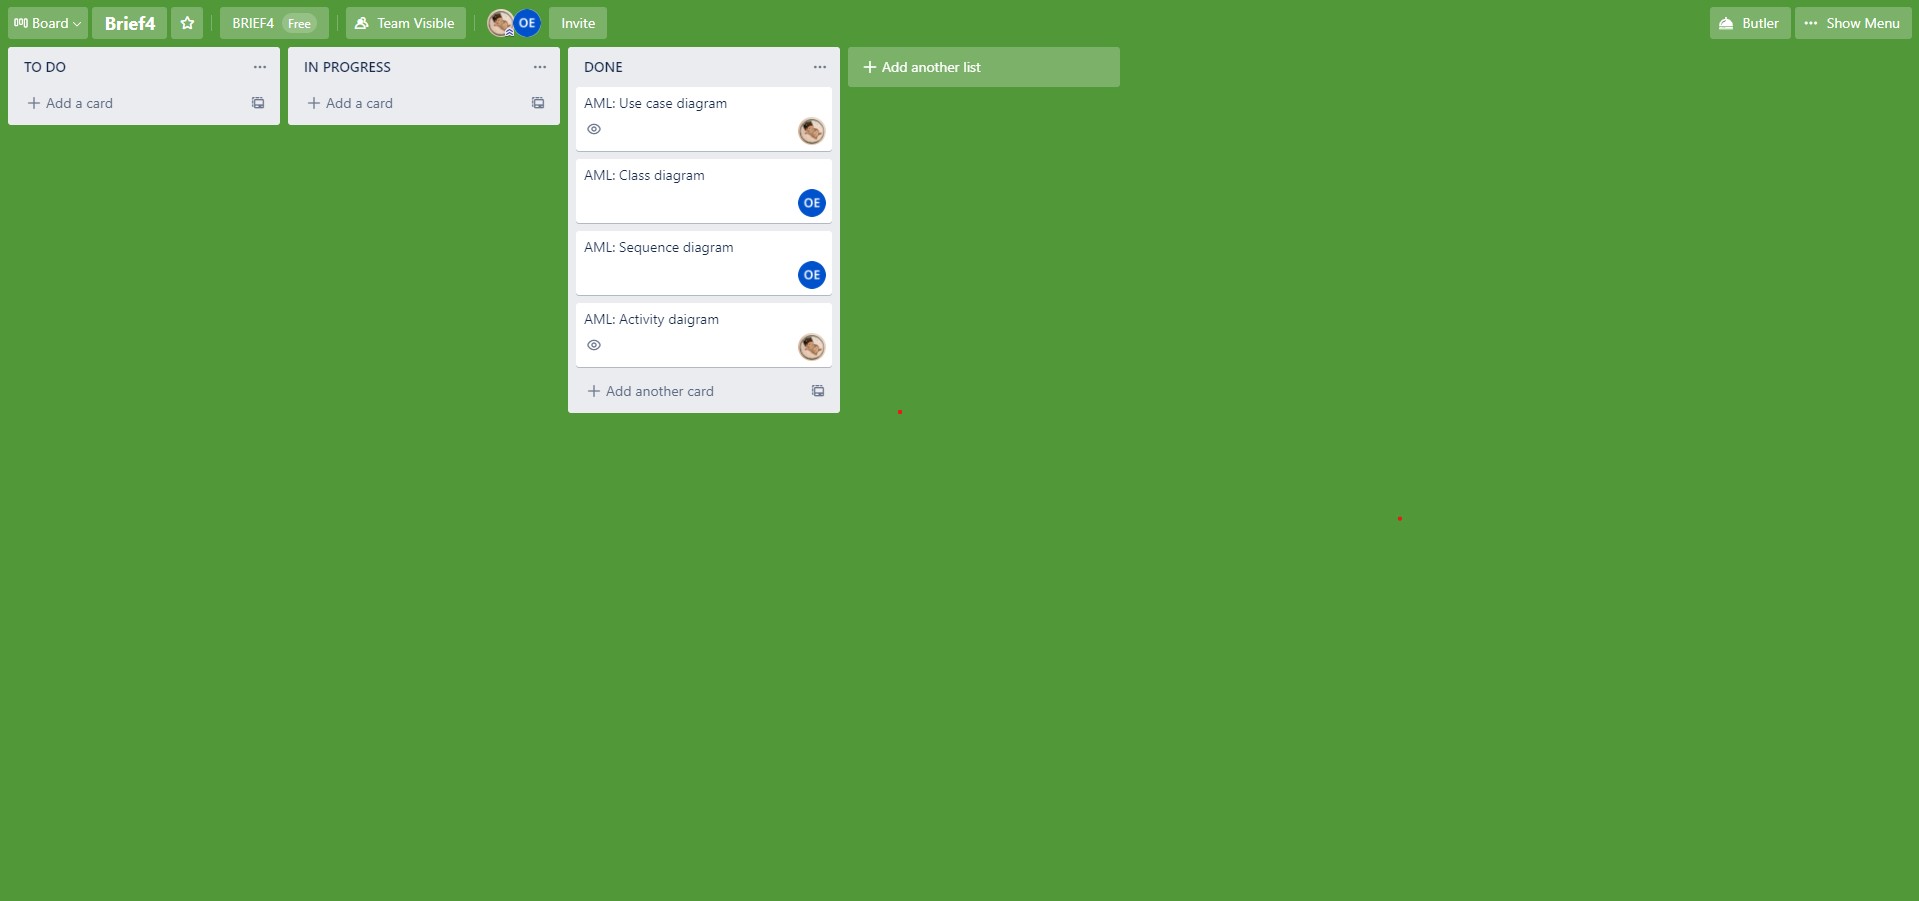 Board Brief4 BRIEF4 Free Team Visible OE Invite Butler Show Menu
TO DO
Add a card
IN PROGRESS
Add a card
DONE
AML: Use case diagram
AML: Class diagram
OE
AML: Sequence diagram
OE
AML: Activity daigram
Add another card
Add another list